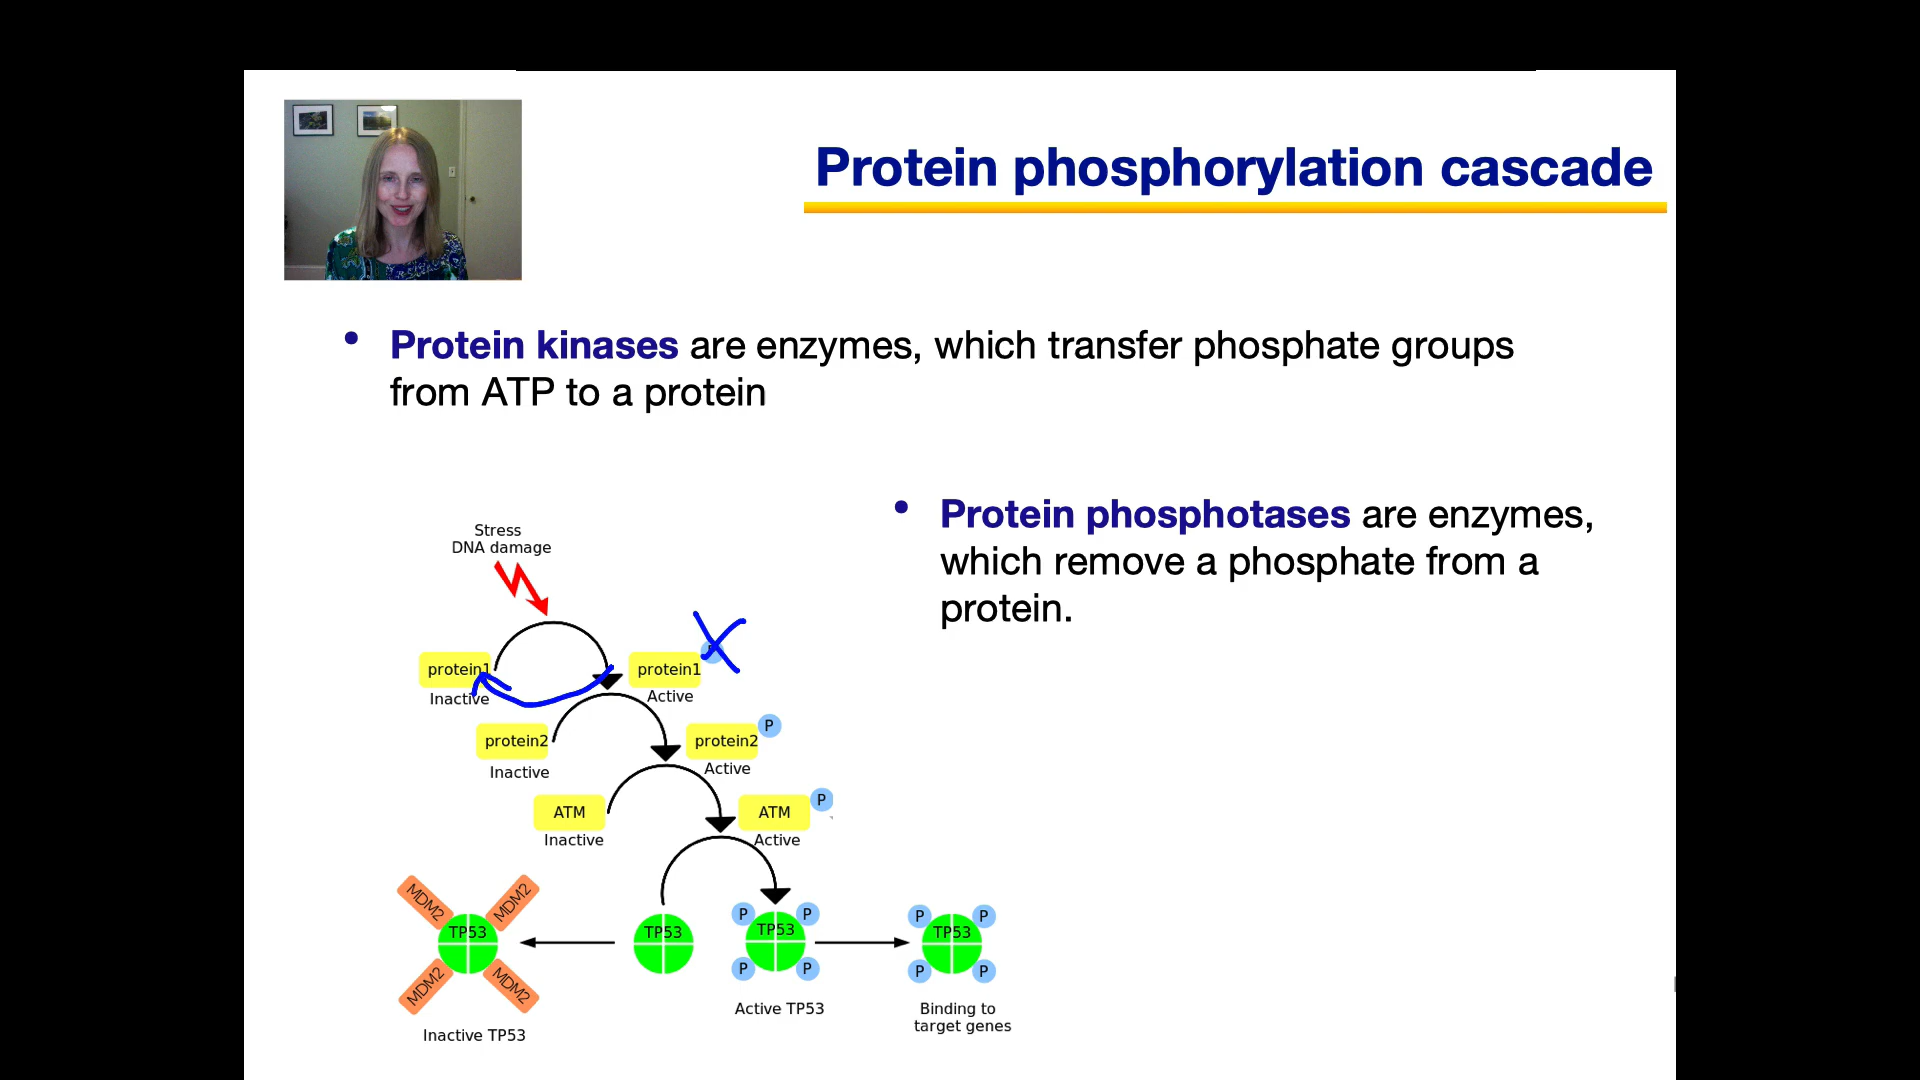 Protein phosphorylation cascade
• Protein kinases are enzymes, which transfer phosphate groups
from ATP to a protein
• Protein phosphotases are enzymes,
which remove a phosphate from a
protein.
Stress
DNA damage
protein1
Inactive
protein1
Active
protein2
Inactive
protein2
P
Active
ATM
Inactive
ATM
P
Active
MDM2
MDM2
TP53
MDM2
MDM2
Inactive TP53
TP53
P
P
TP53
P
P
Active TP53
P
P
TP53
P
P
Binding to
target genes